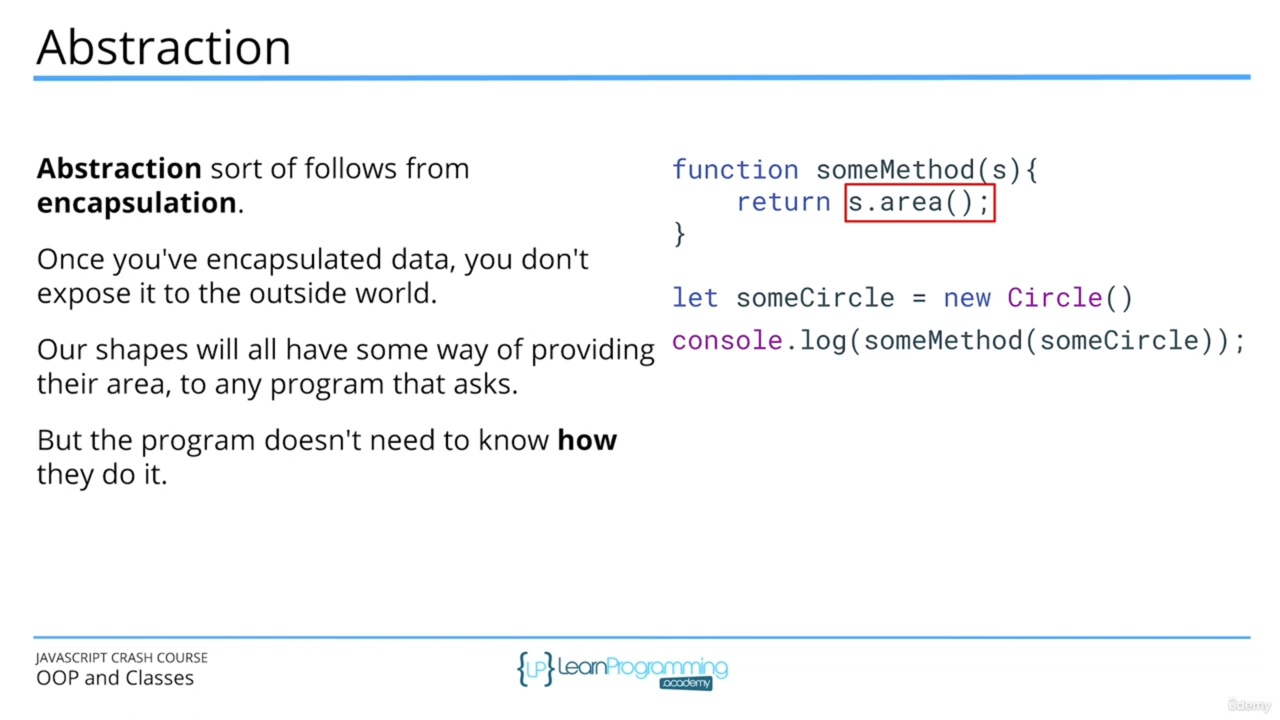 Abstraction
Abstraction sort of follows from
encapsulation.
Once you've encapsulated data, you don't
expose it to the outside world.
Our shapes will all have some way of providing
their area, to any program that asks.
But the program doesn't need to know how
they do it.
function someMethod(s){
    return s.area();
}
let someCircle = new Circle()
console.log(someMethod(someCircle));
JAVASCRIPT CRASH COURSE
OOP and Classes
{LP}LearnProgramming
.academy
ûdemy